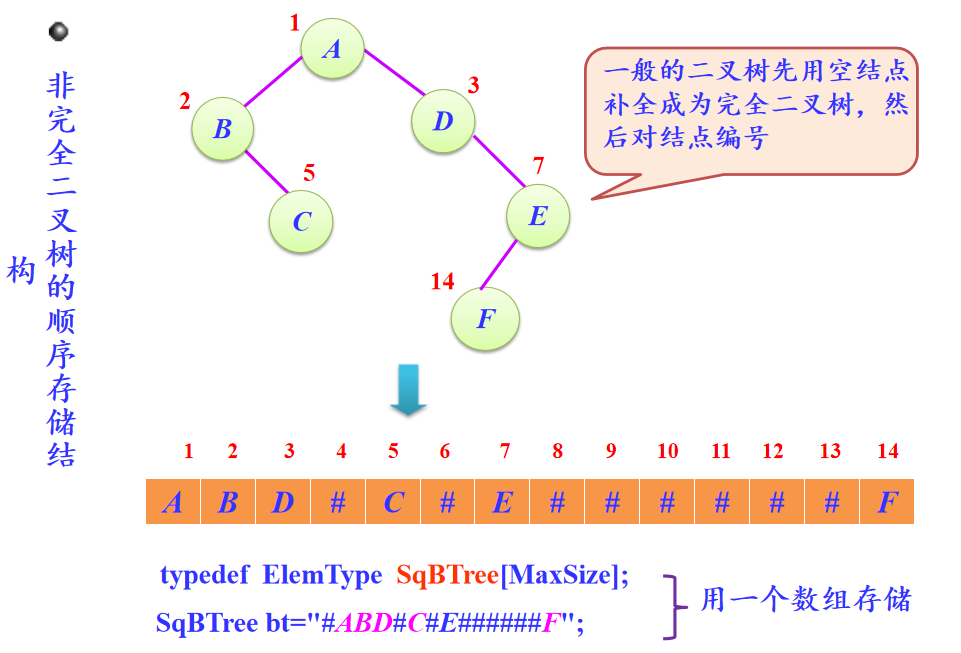 非完全二叉树的顺序存储结构
1
A
2
B
3
D
5
C
7
E
14
F
一般的二叉树先用空结点
补全成为完全二叉树，然
后对结点编号
1 2 3 4 5 6 7 8 9 10 11 12 13 14
A B D # C # E # # # # # # F
typedef ElemType SqBTree[MaxSize];
SqBTree bt="#ABD#C#E######F";
用一个数组存储